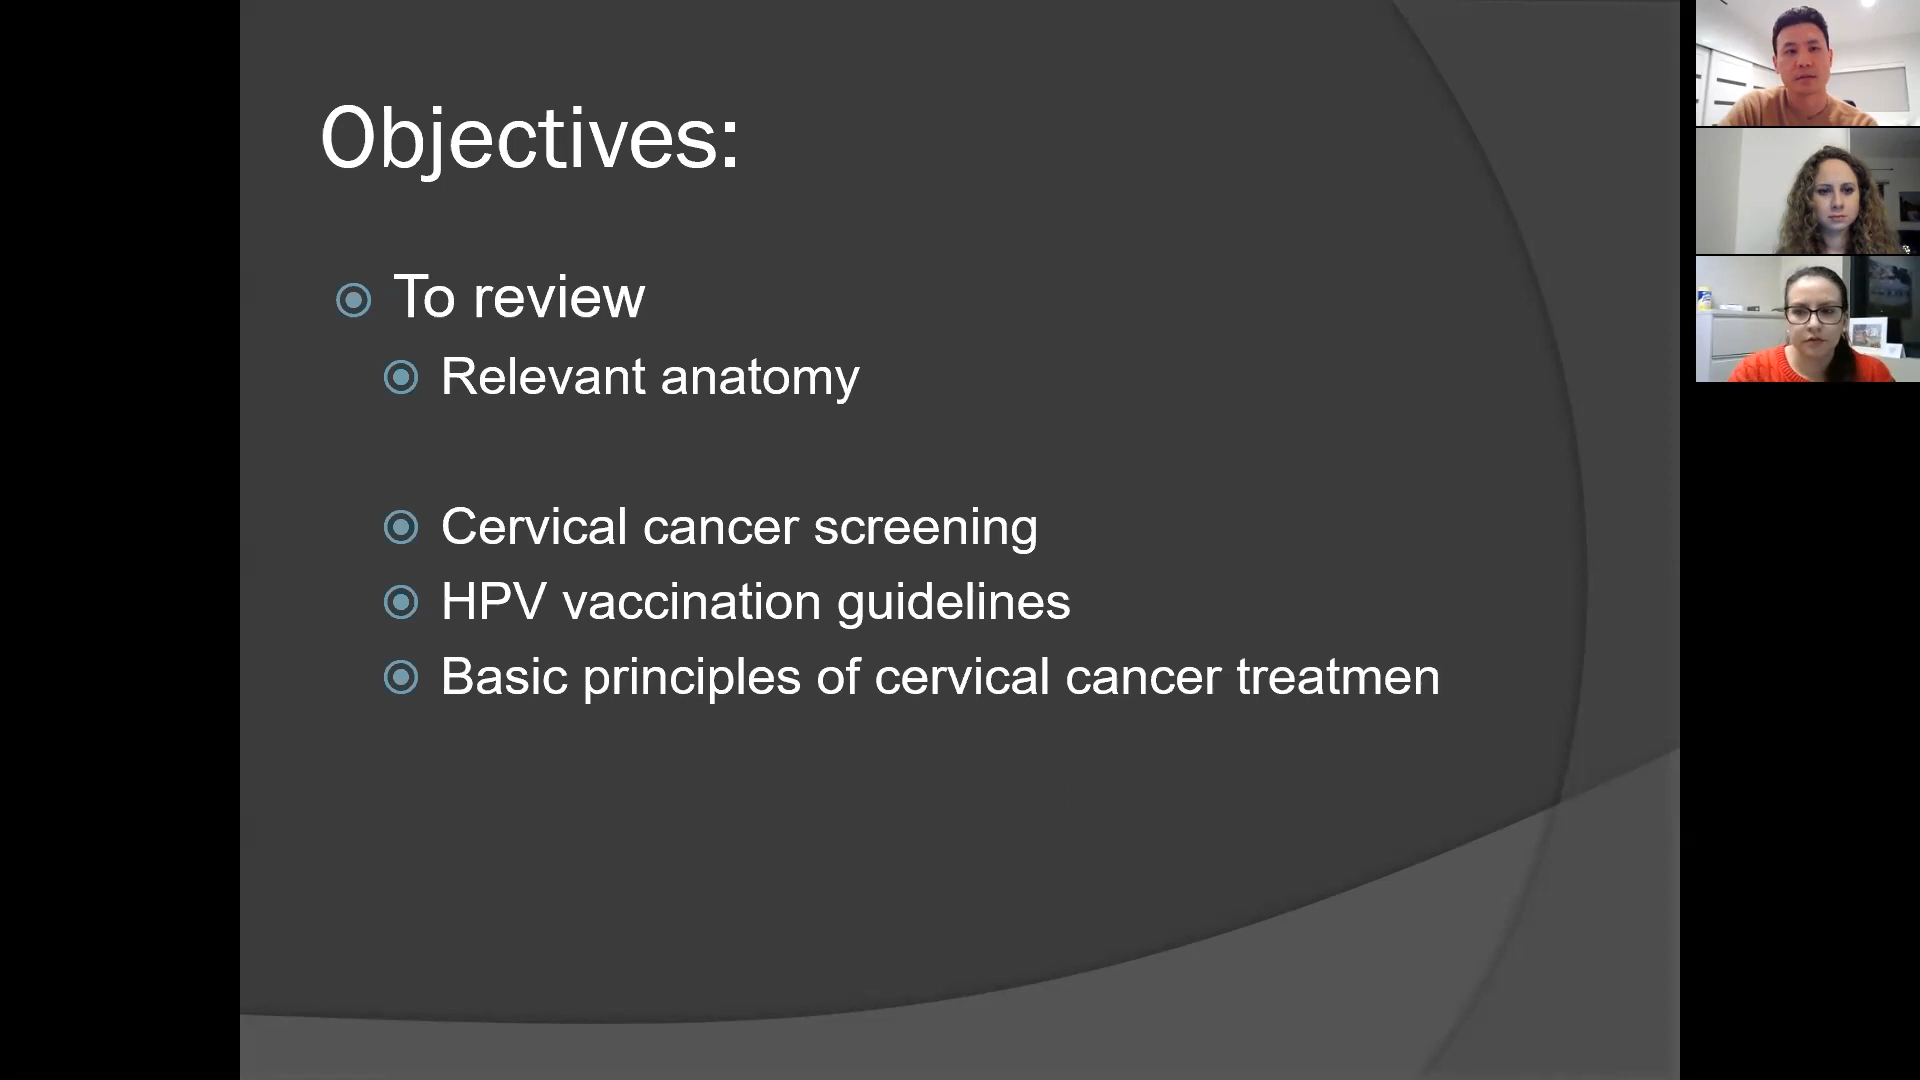 Objectives:
To review
Relevant anatomy
Cervical cancer screening
HPV vaccination guidelines
Basic principles of cervical cancer treatmen